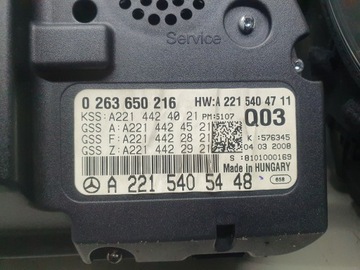 Service
0 263 650 216 HW:A 221 540 47 11
KSS:A221 442 40 21 PM:5107 Q03
GSS A:A221 442 45 21
GSS F:A221 442 28 21 K :576345
GSS Z:A221 442 29 21 04 03 2008
S :8101000169
Made in HUNGARY
A 221 540 54 48